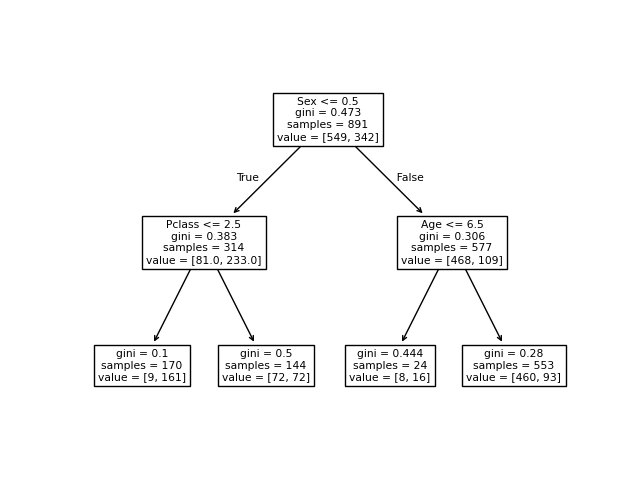 Sex <= 0.5
gini = 0.473
samples = 891
value = [549, 342]
True
False
Pclass <= 2.5
gini = 0.383
samples = 314
value = [81.0, 233.0]
Age <= 6.5
gini = 0.306
samples = 577
value = [468, 109]
gini = 0.1
samples = 170
value = [9, 161]
gini = 0.5
samples = 144
value = [72, 72]
gini = 0.444
samples = 24
value = [8, 16]
gini = 0.28
samples = 553
value = [460, 93]